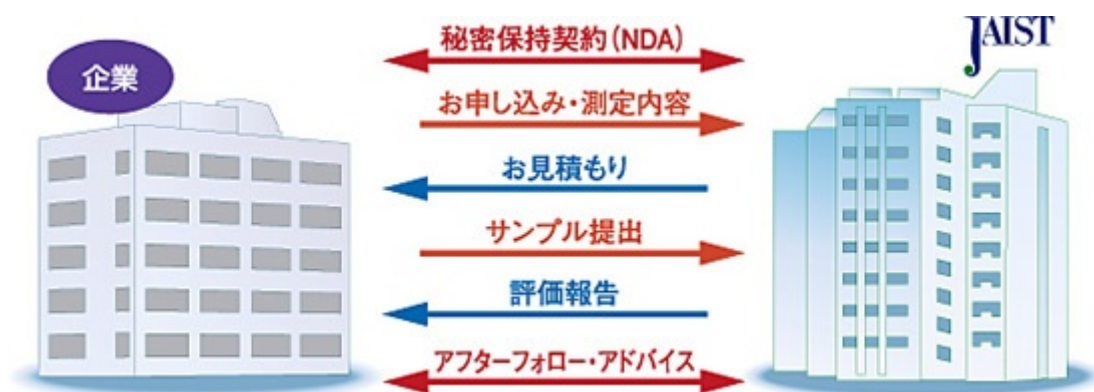 JAIST
企業
秘密保持契約(NDA)
お申し込み・測定内容
お見積もり
サンプル提出
評価報告
アフターフォロー・アドバイス